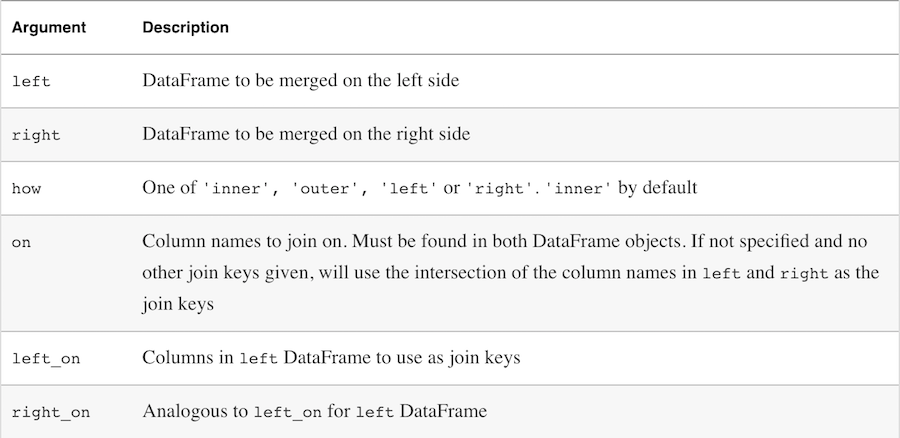 Argument Description
left DataFrame to be merged on the left side
right DataFrame to be merged on the right side
how One of 'inner', 'outer', 'left' or 'right'. 'inner' by default
on Column names to join on. Must be found in both DataFrame objects. If not specified and no
other join keys given, will use the intersection of the column names in left and right as the
join keys
left_on Columns in left DataFrame to use as join keys
right_on Analogous to left_on for left DataFrame